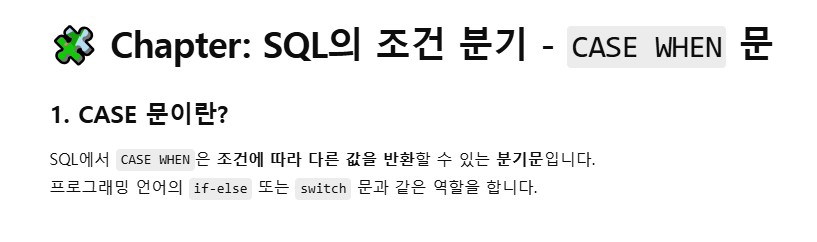 Chapter: SQL의 조건 분기 - CASE WHEN 문
1. CASE 문이란?
SQL에서 CASE WHEN은 조건에 따라 다른 값을 반환할 수 있는 분기문입니다.
프로그래밍 언어의 if-else 또는 switch 문과 같은 역할을 합니다.